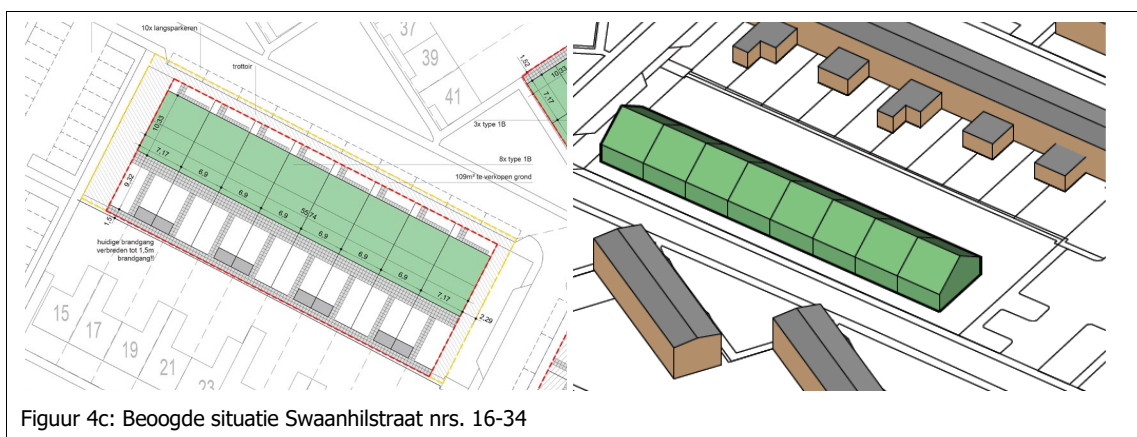 10x langsparkeren
trottoir
37
39
41
1,52
10,33
7,17
3x type 1B
8x type 1B
109m² te verkopen grond
10,33
7,17
9,32
6,9
6,9
6,9
55,74
6,9
6,9
6,9
7,17
2,29
huidige brandgang
verbreden tot 1,5m
brandgang!!
15
17
19
21
23
Figuur 4c: Beoogde situatie Swaanhilstraat nrs. 16-34